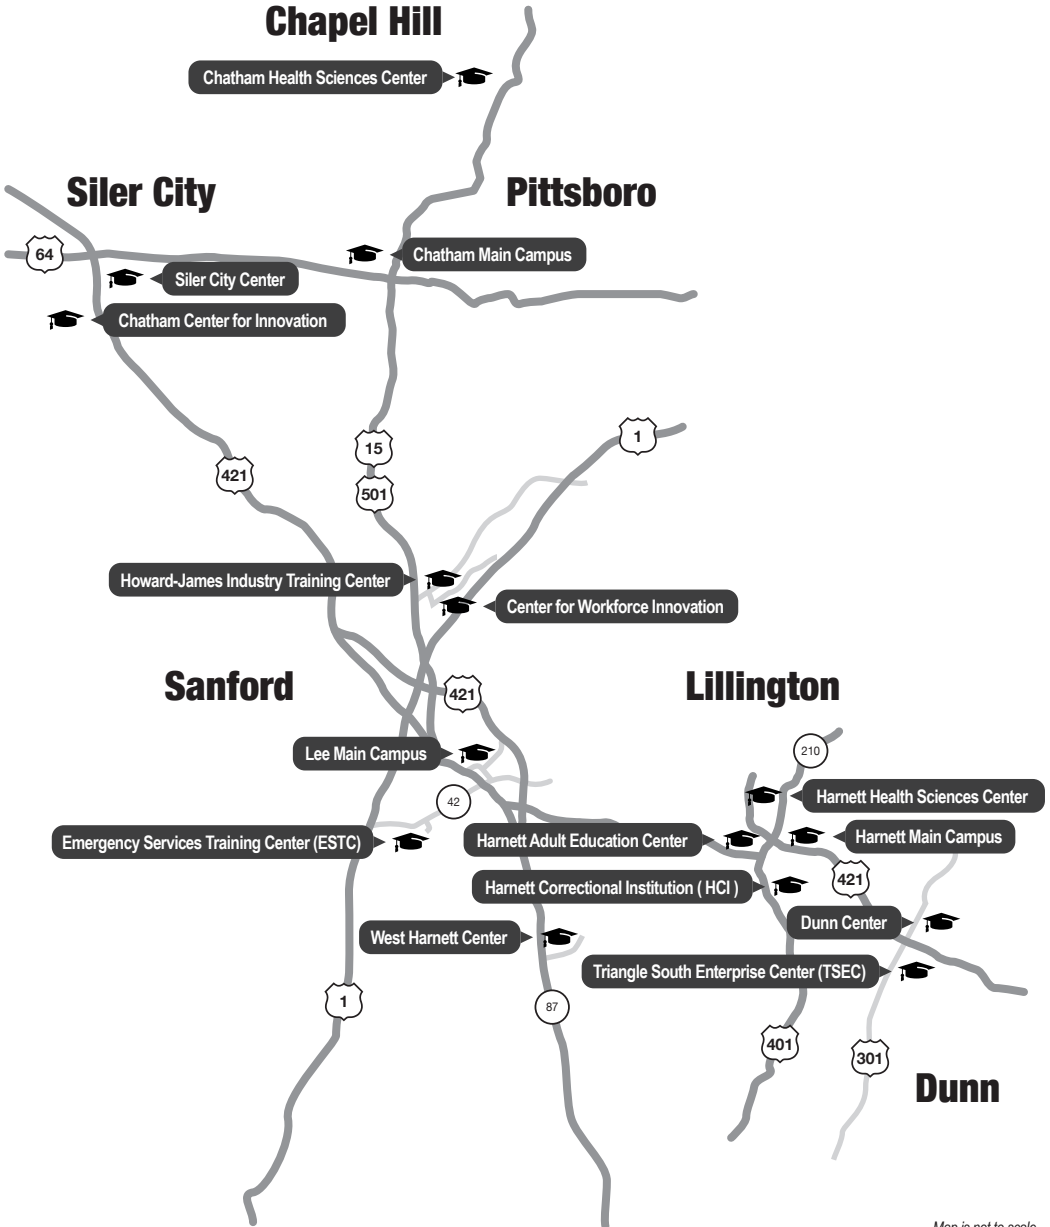 Chapel Hill
Chatham Health Sciences Center
Siler City
Pittsboro
64
Chatham Main Campus
Siler City Center
Chatham Center for Innovation
1
15
421
501
Howard-James Industry Training Center
Center for Workforce Innovation
Sanford
421
Lillington
210
Lee Main Campus
42
Harnett Health Sciences Center
Emergency Services Training Center (ESTC)
Harnett Adult Education Center
Harnett Main Campus
421
Harnett Correctional Institution ( HCI )
Dunn Center
West Harnett Center
Triangle South Enterprise Center (TSEC)
1
87
401
301
Dunn
Map is not to scale